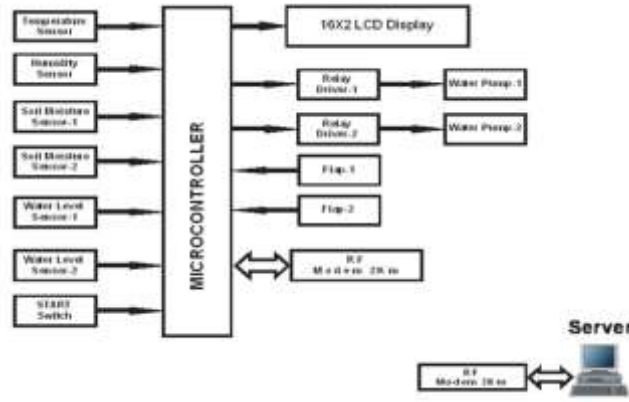 Temperature
Sensor
Humidity
Sensor
Soil Moisture
Sensor-1
Soil Moisture
Sensor-2
Water Level
Sensor-1
Water Level
Sensor-2
START
Switch
MICROCONTROLLER
16X2 LCD Display
Relay
Driver-1
Water Pump-1
Relay
Driver-2
Water Pump-2
Flap-1
Flap-2
RF
Modem 2Km
Server
RF
Modem 2Km